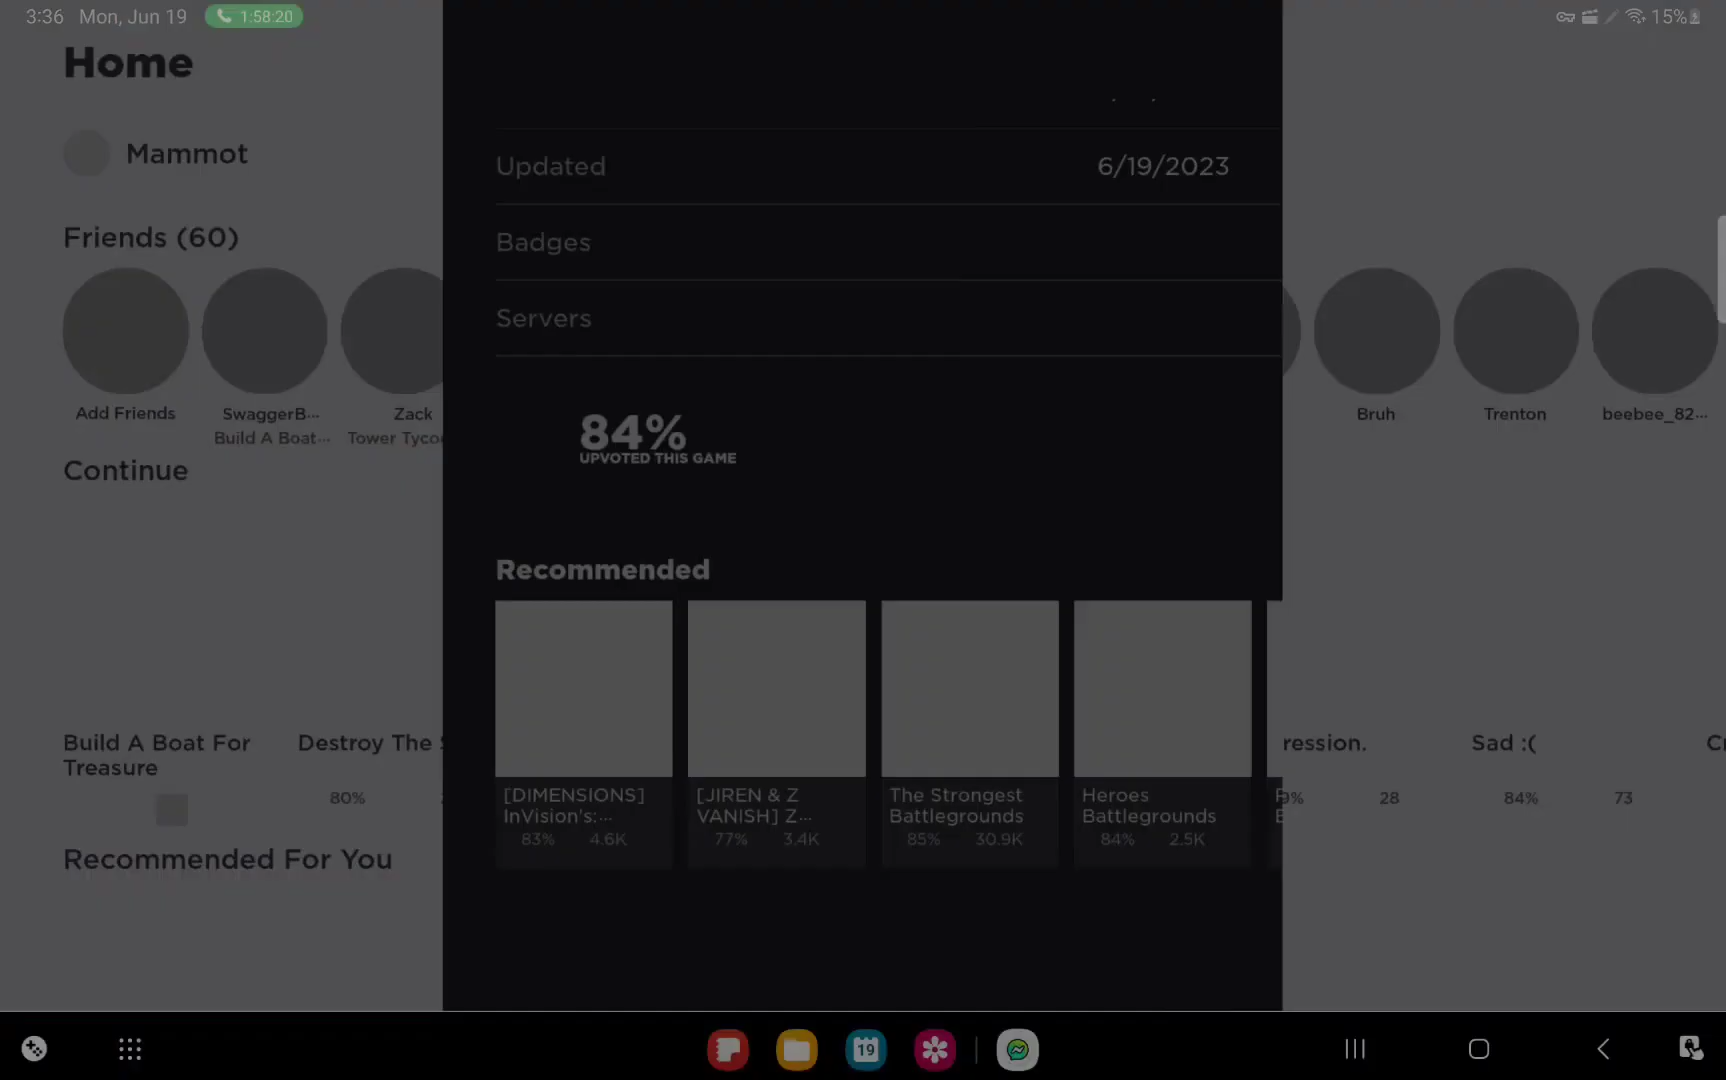 3:36 Mon, Jun 19 1:58:20
15%
Home
Mammot
Friends (60)
Add Friends
SwaggerB...
Build A Boat...
Zack
Tower Tyco
Bruh
Trenton
beebee_82...
Continue
Build A Boat For
Treasure
Destroy The
80%
ression.
9%
28
Sad :(
84%
73
Recommended For You
Updated
6/19/2023
Badges
Servers
84%
UPVOTED THIS GAME
Recommended
[DIMENSIONS]
InVision's:...
83% 4.6K
[JIREN & Z
VANISH] Z...
77% 3.4K
The Strongest
Battlegrounds
85% 30.9K
Heroes
Battlegrounds
84% 2.5K
19